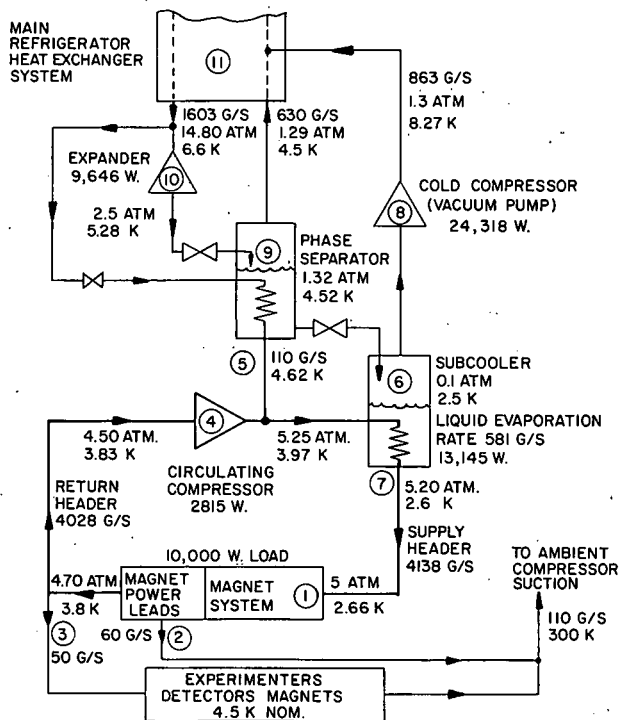 MAIN
REFRIGERATOR
HEAT EXCHANGER
SYSTEM
11
863 G/S
1.3 ATM
8.27 K
1603 G/S
14.80 ATM
6.6 K
630 G/S
1.29 ATM
4.5 K
EXPANDER
9,646 W.
10
8
COLD COMPRESSOR
(VACUUM PUMP)
24,318 W.
2.5 ATM
5.28 K
9
PHASE
SEPARATOR
1.32 ATM
4.52 K
5
110 G/S
4.62 K
6
SUBCOOLER
0.1 ATM
2.5 K
LIQUID EVAPORATION
RATE 581 G/S
13,145 W.
4
4.50 ATM.
3.83 K
5.25 ATM.
3.97 K
CIRCULATING
COMPRESSOR
2815 W.
7
5.20 ATM.
2.6 K
RETURN
HEADER
4028 G/S
SUPPLY
HEADER
4138 G/S
10,000 W. LOAD
4.70 ATM
3.8 K
MAGNET
POWER
LEADS
MAGNET
SYSTEM
1
5 ATM
2.66 K
TO AMBIENT
COMPRESSOR
SUCTION
3
50 G/S
60 G/S
2
110 G/S
300 K
EXPERIMENTERS
DETECTORS MAGNETS
4.5 K NOM.